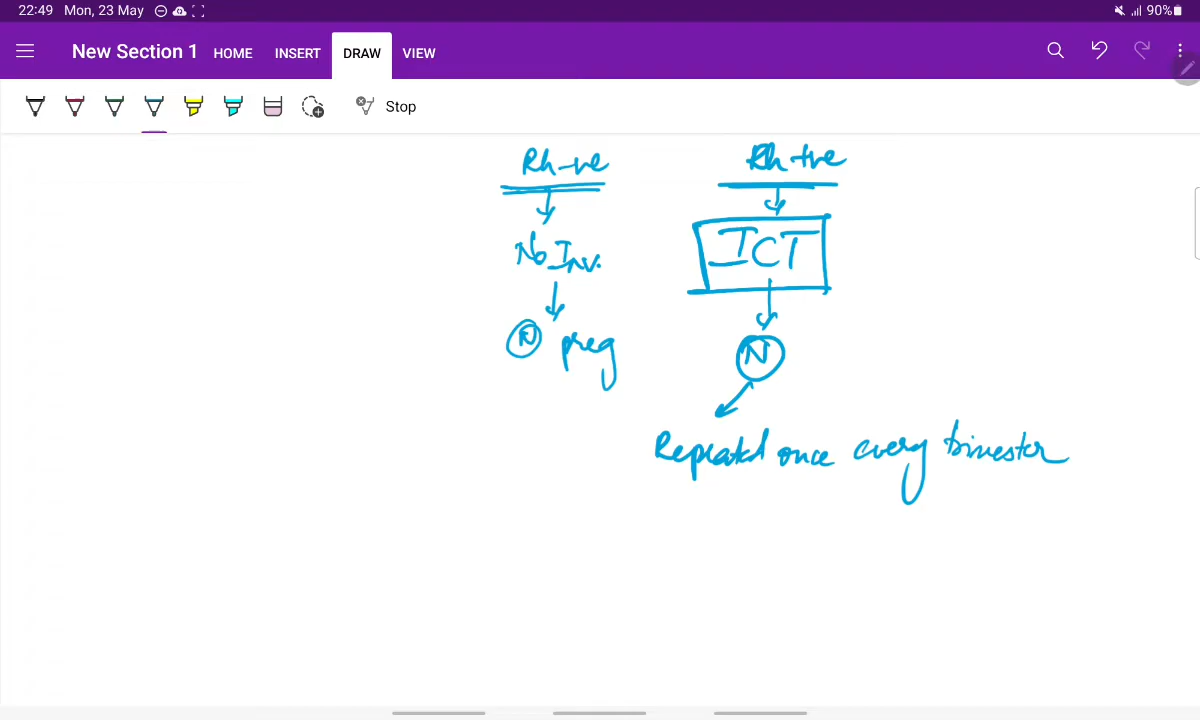 22:49 Mon, 23 May 90%
New Section 1 HOME INSERT DRAW VIEW
Stop
Rh -ve Rh +ve
No Inv. ICT
N preg N
Repeated once every trimester